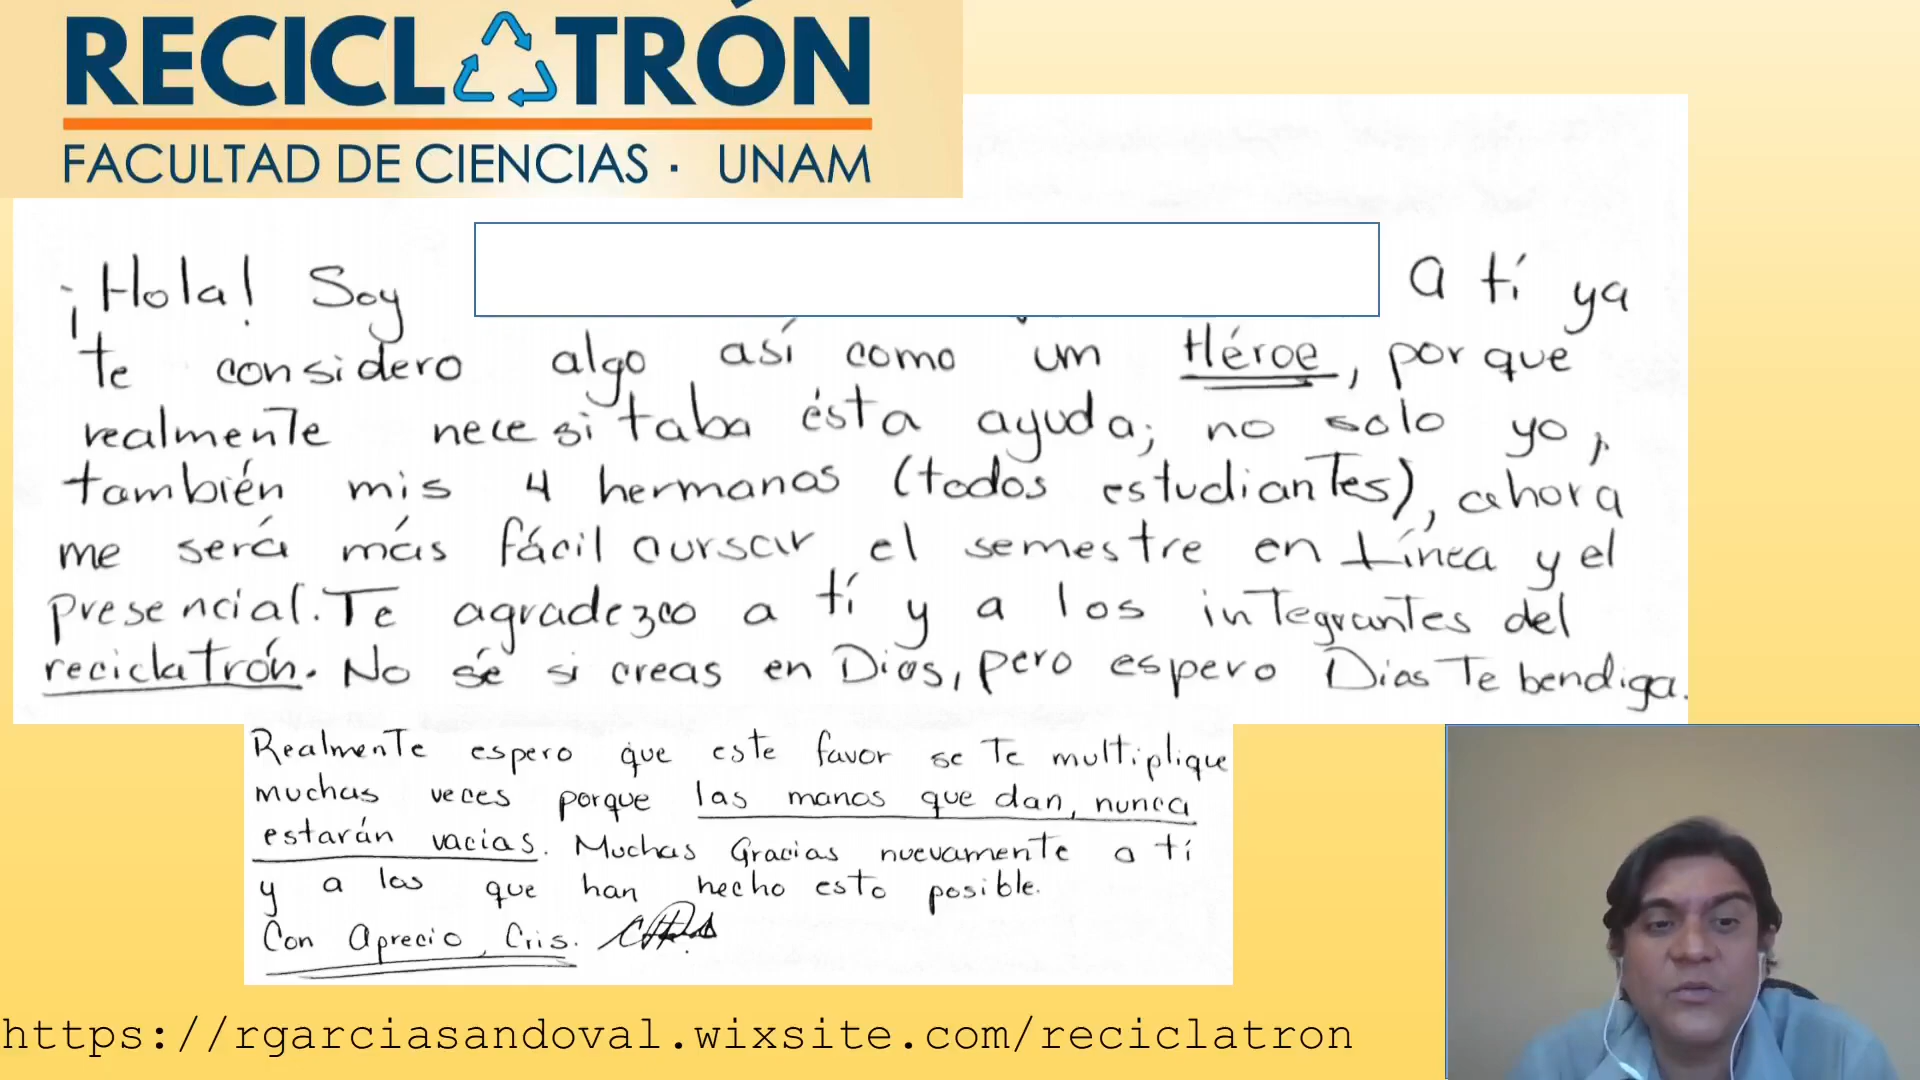 RECICLATRÓN
FACULTAD DE CIENCIAS · UNAM
¡Hola! Soy A tí ya
te considero algo así como un Héroe, por que
realmente necesitaba ésta ayuda; no solo yo,
también mis 4 hermanos (todos estudiantes), ahora
me será más fácil cursar el semestre en Línea y el
presencial. Te agradezco a tí y a los integrantes del
reciclatrón. No sé si creas en Dios, pero espero Dios Te bendiga.
Realmente espero que este favor se Te multiplique
muchas veces porque las manos que dan, nunca
estarán vacias. Muchas Gracias nuevamente a tí
y a los que han hecho esto posible.
Con Aprecio, Cris.
https://rgarciasandoval.wixsite.com/reciclatron